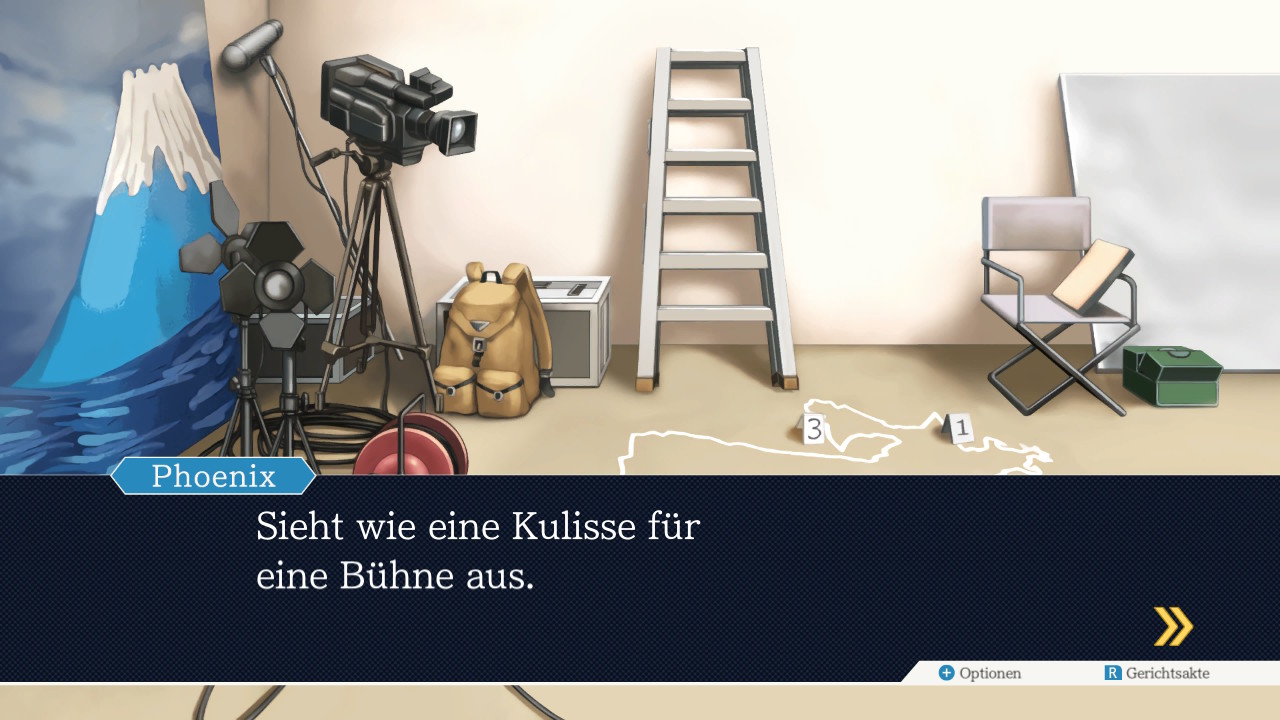 3
1
Phoenix
Sieht wie eine Kulisse für
eine Bühne aus.
+ Optionen
R Gerichtsakte